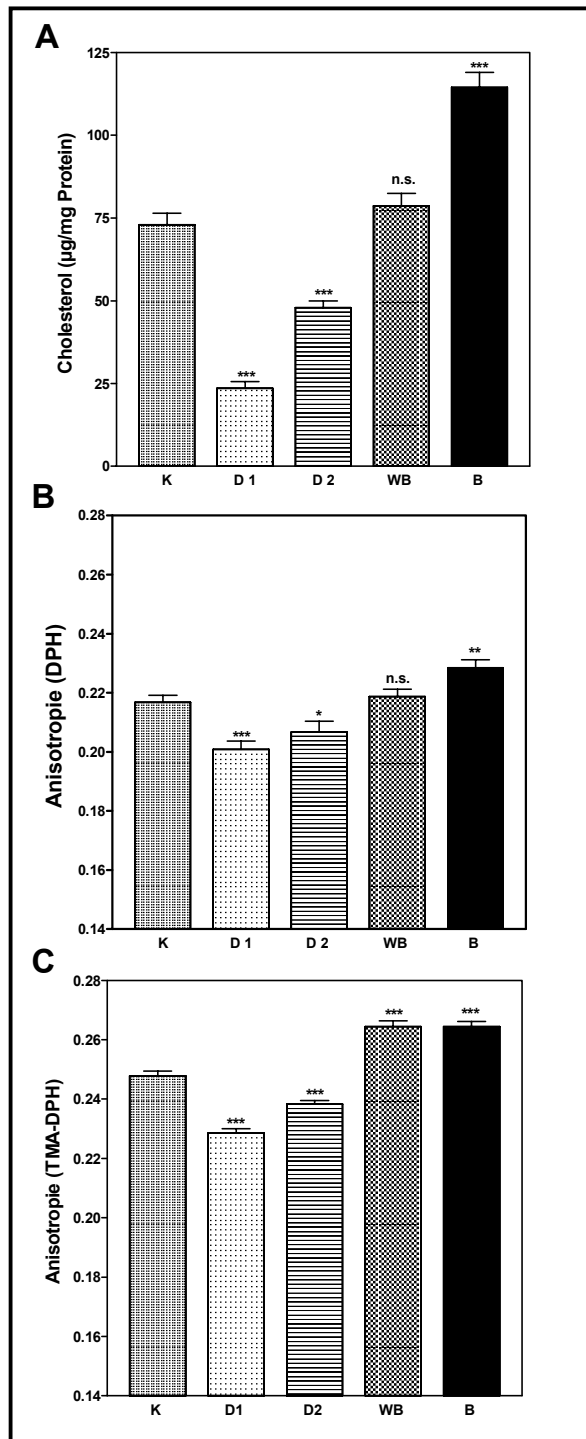 A
Cholesterol (µg/mg Protein)
125
100
75
50
25
0
***
***
n.s.
***
K D 1 D 2 WB B
B
Anisotropie (DPH)
0.28
0.26
0.24
0.22
0.20
0.18
0.16
0.14
***
*
n.s.
**
K D 1 D 2 WB B
C
Anisotropie (TMA-DPH)
0.28
0.26
0.24
0.22
0.20
0.18
0.16
0.14
***
***
***
***
K D1 D2 WB B